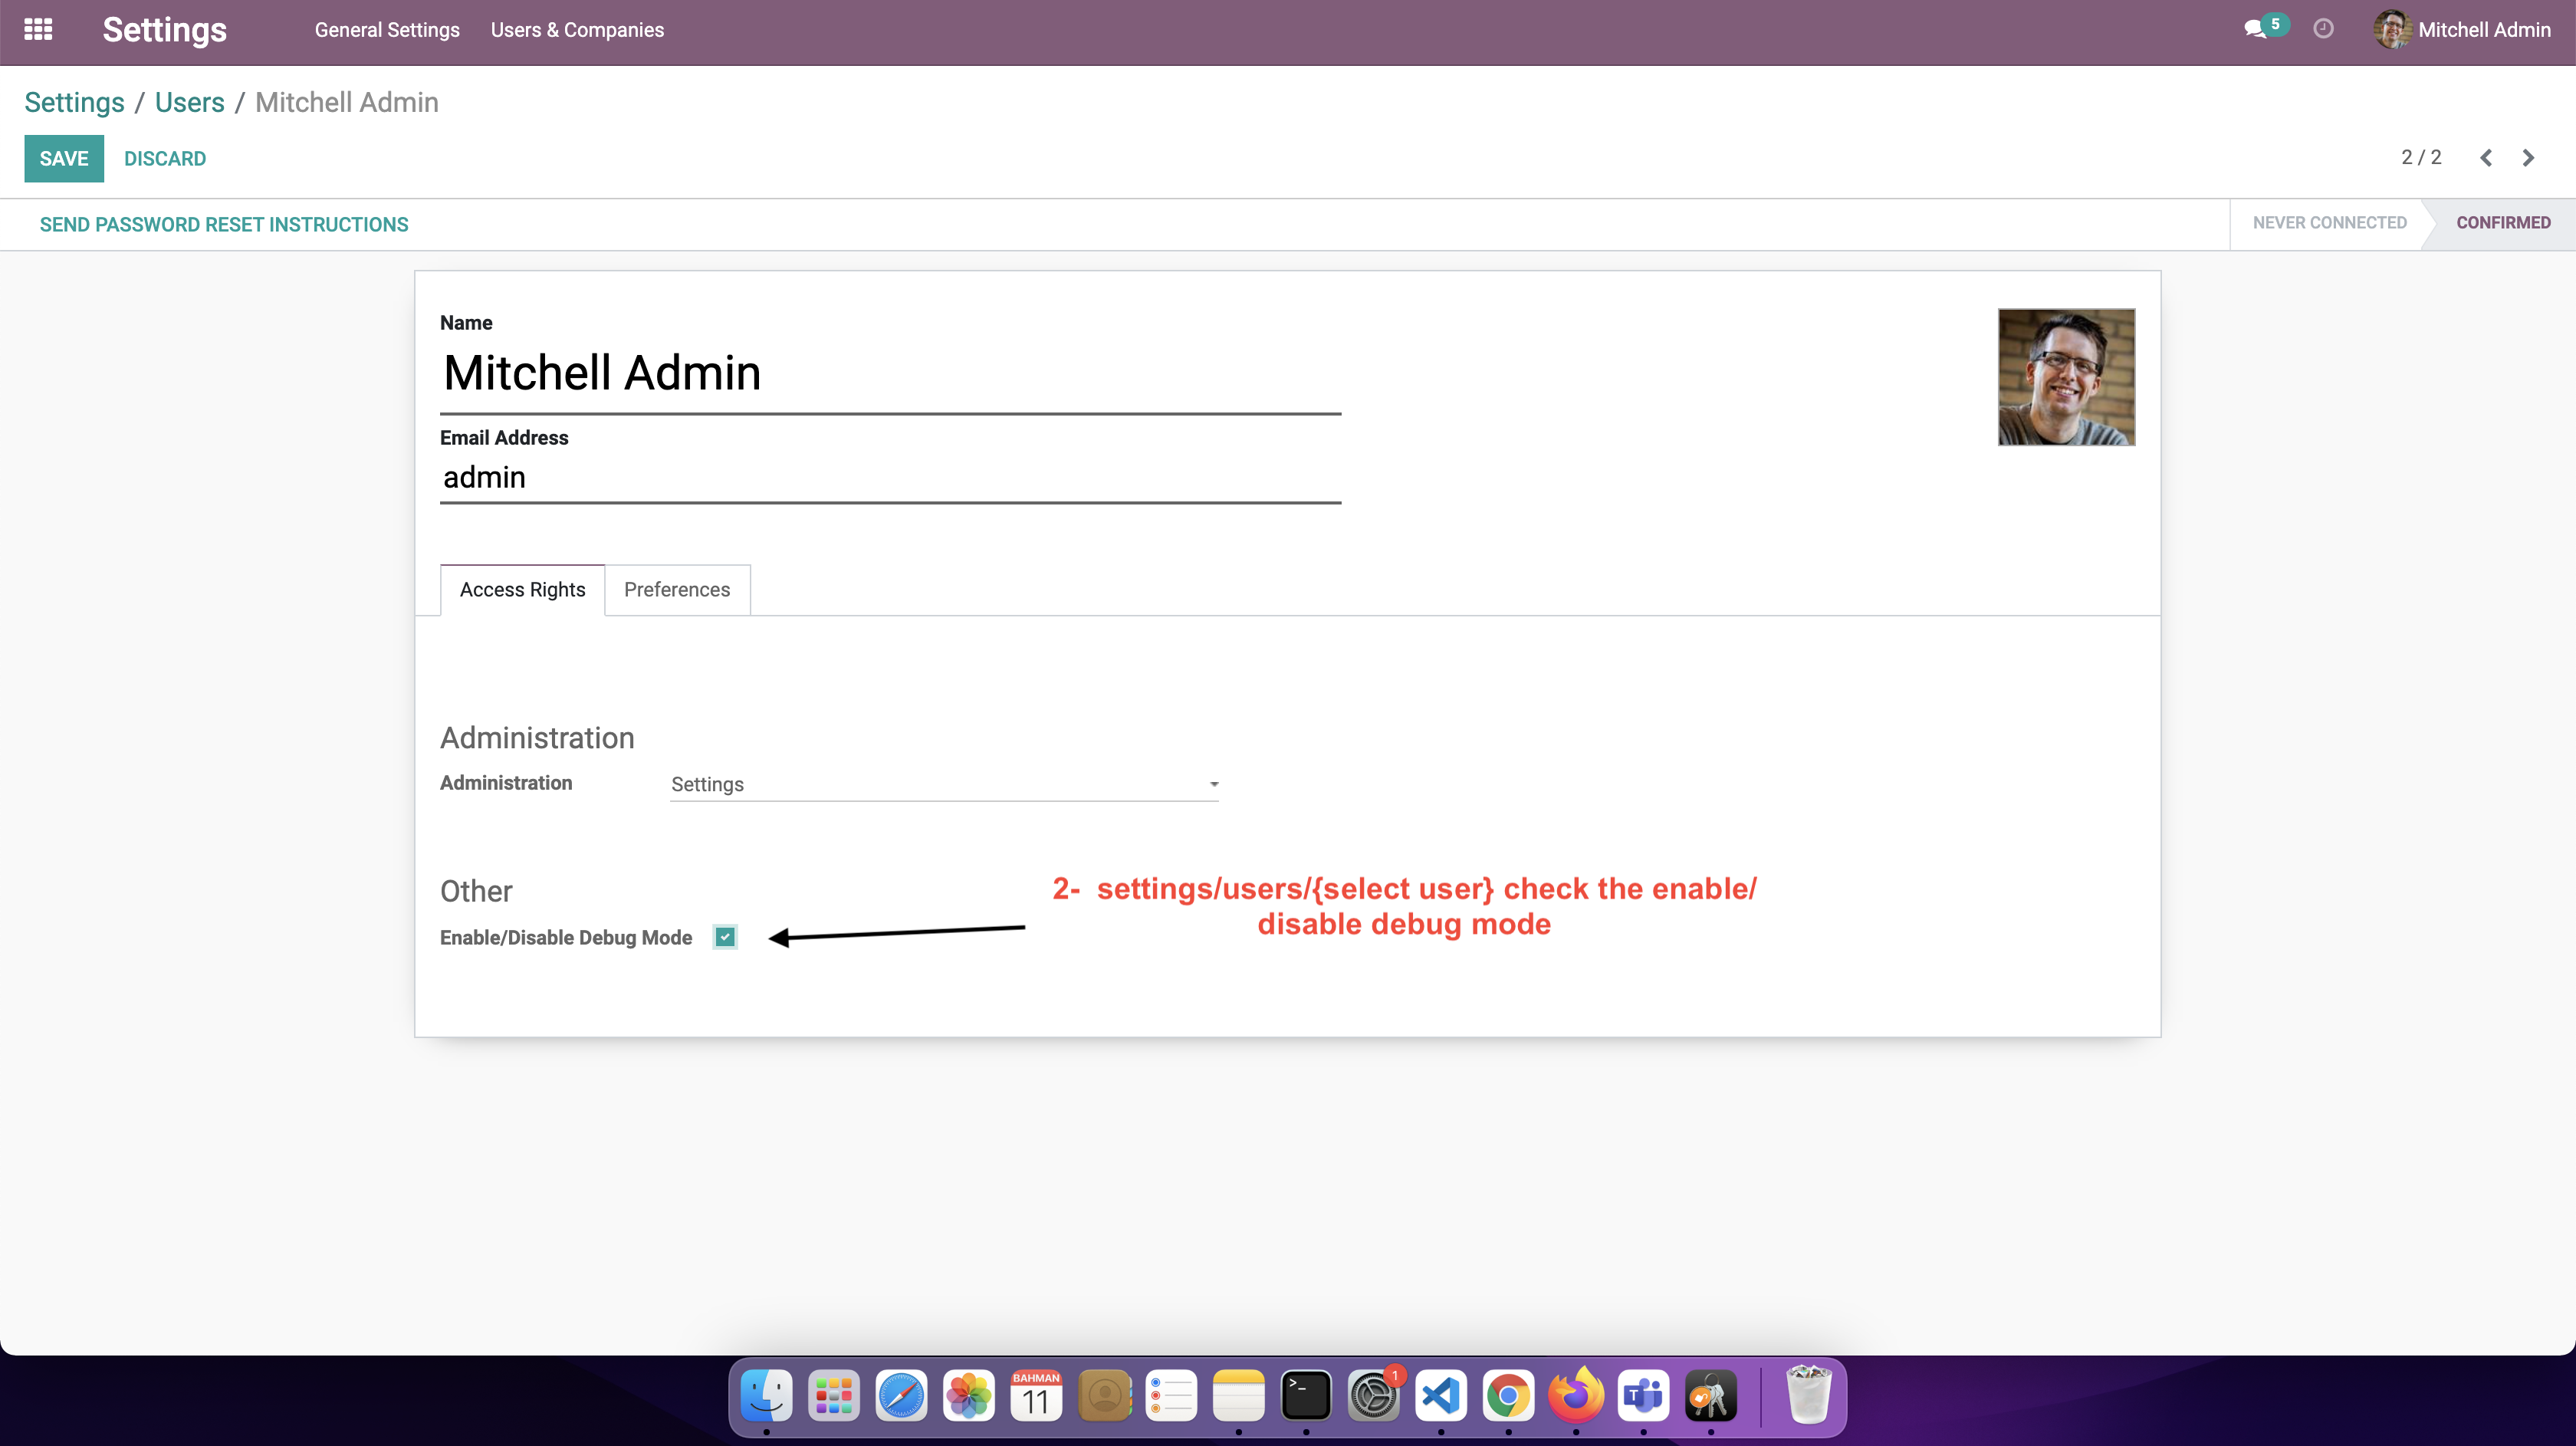 Settings
General Settings
Users & Companies
5
Mitchell Admin
Settings / Users / Mitchell Admin
SAVE
DISCARD
2 / 2
SEND PASSWORD RESET INSTRUCTIONS
NEVER CONNECTED
CONFIRMED
Name
Mitchell Admin
Email Address
admin
Access Rights
Preferences
Administration
Administration
Settings
Other
Enable/Disable Debug Mode
2- settings/users/{select user} check the enable/
disable debug mode
BAHMAN
11
>_
1
T